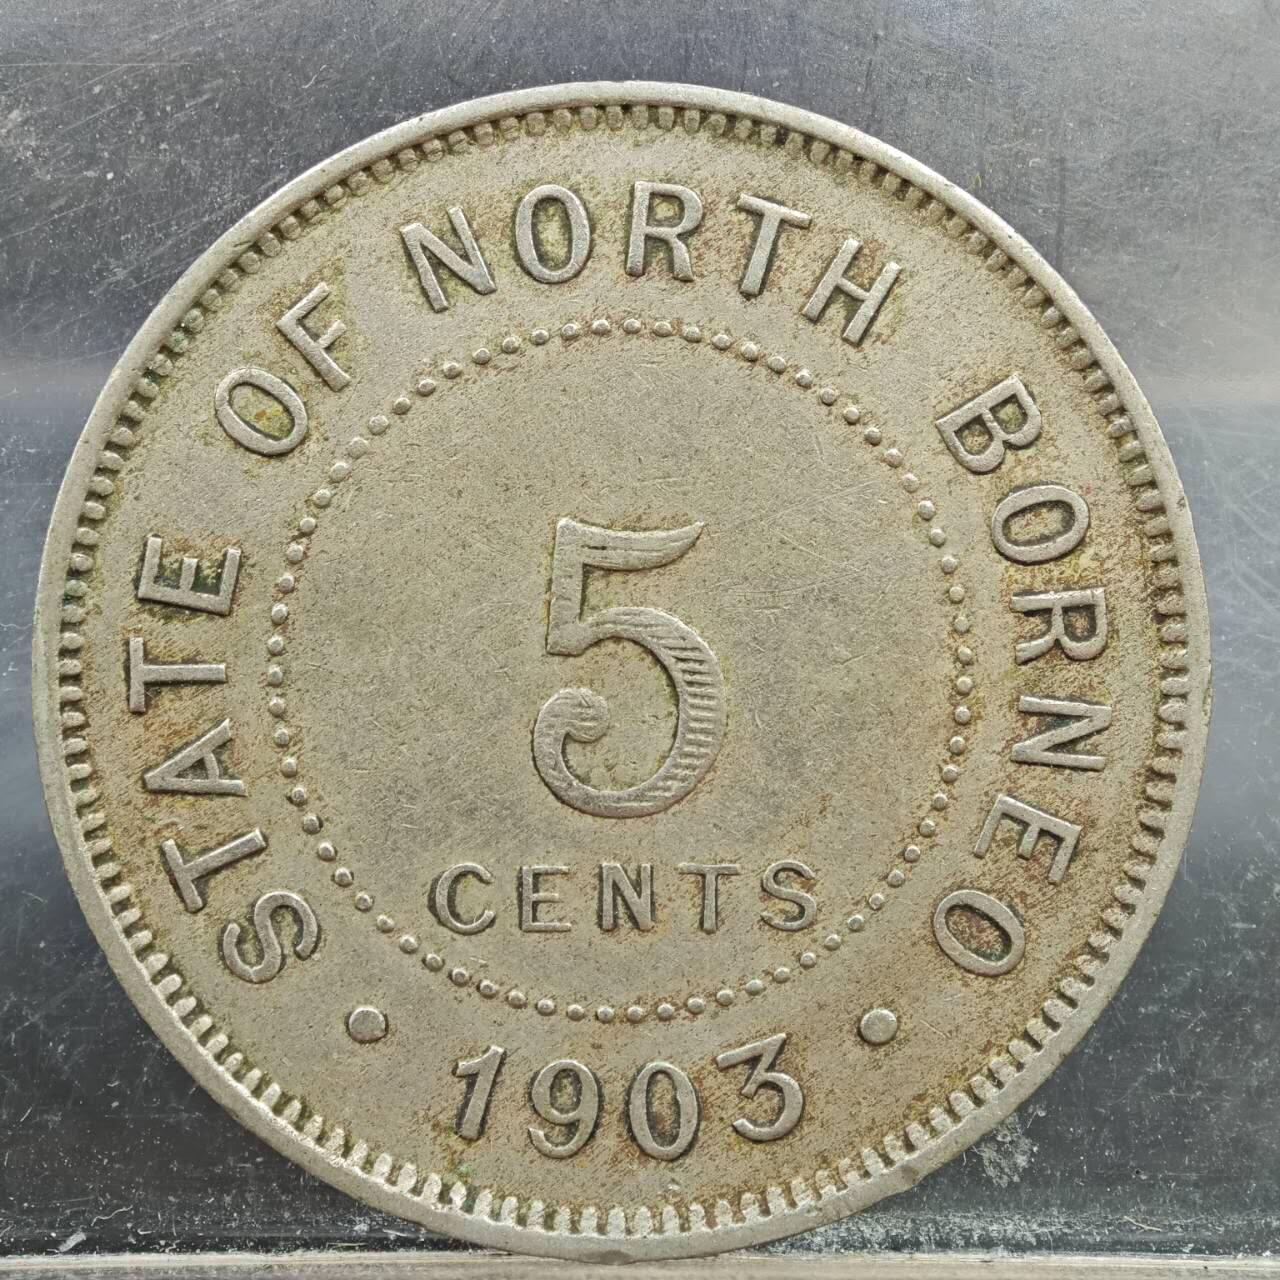 STATE OF NORTH BORNEO
5
CENTS
• 1903 •